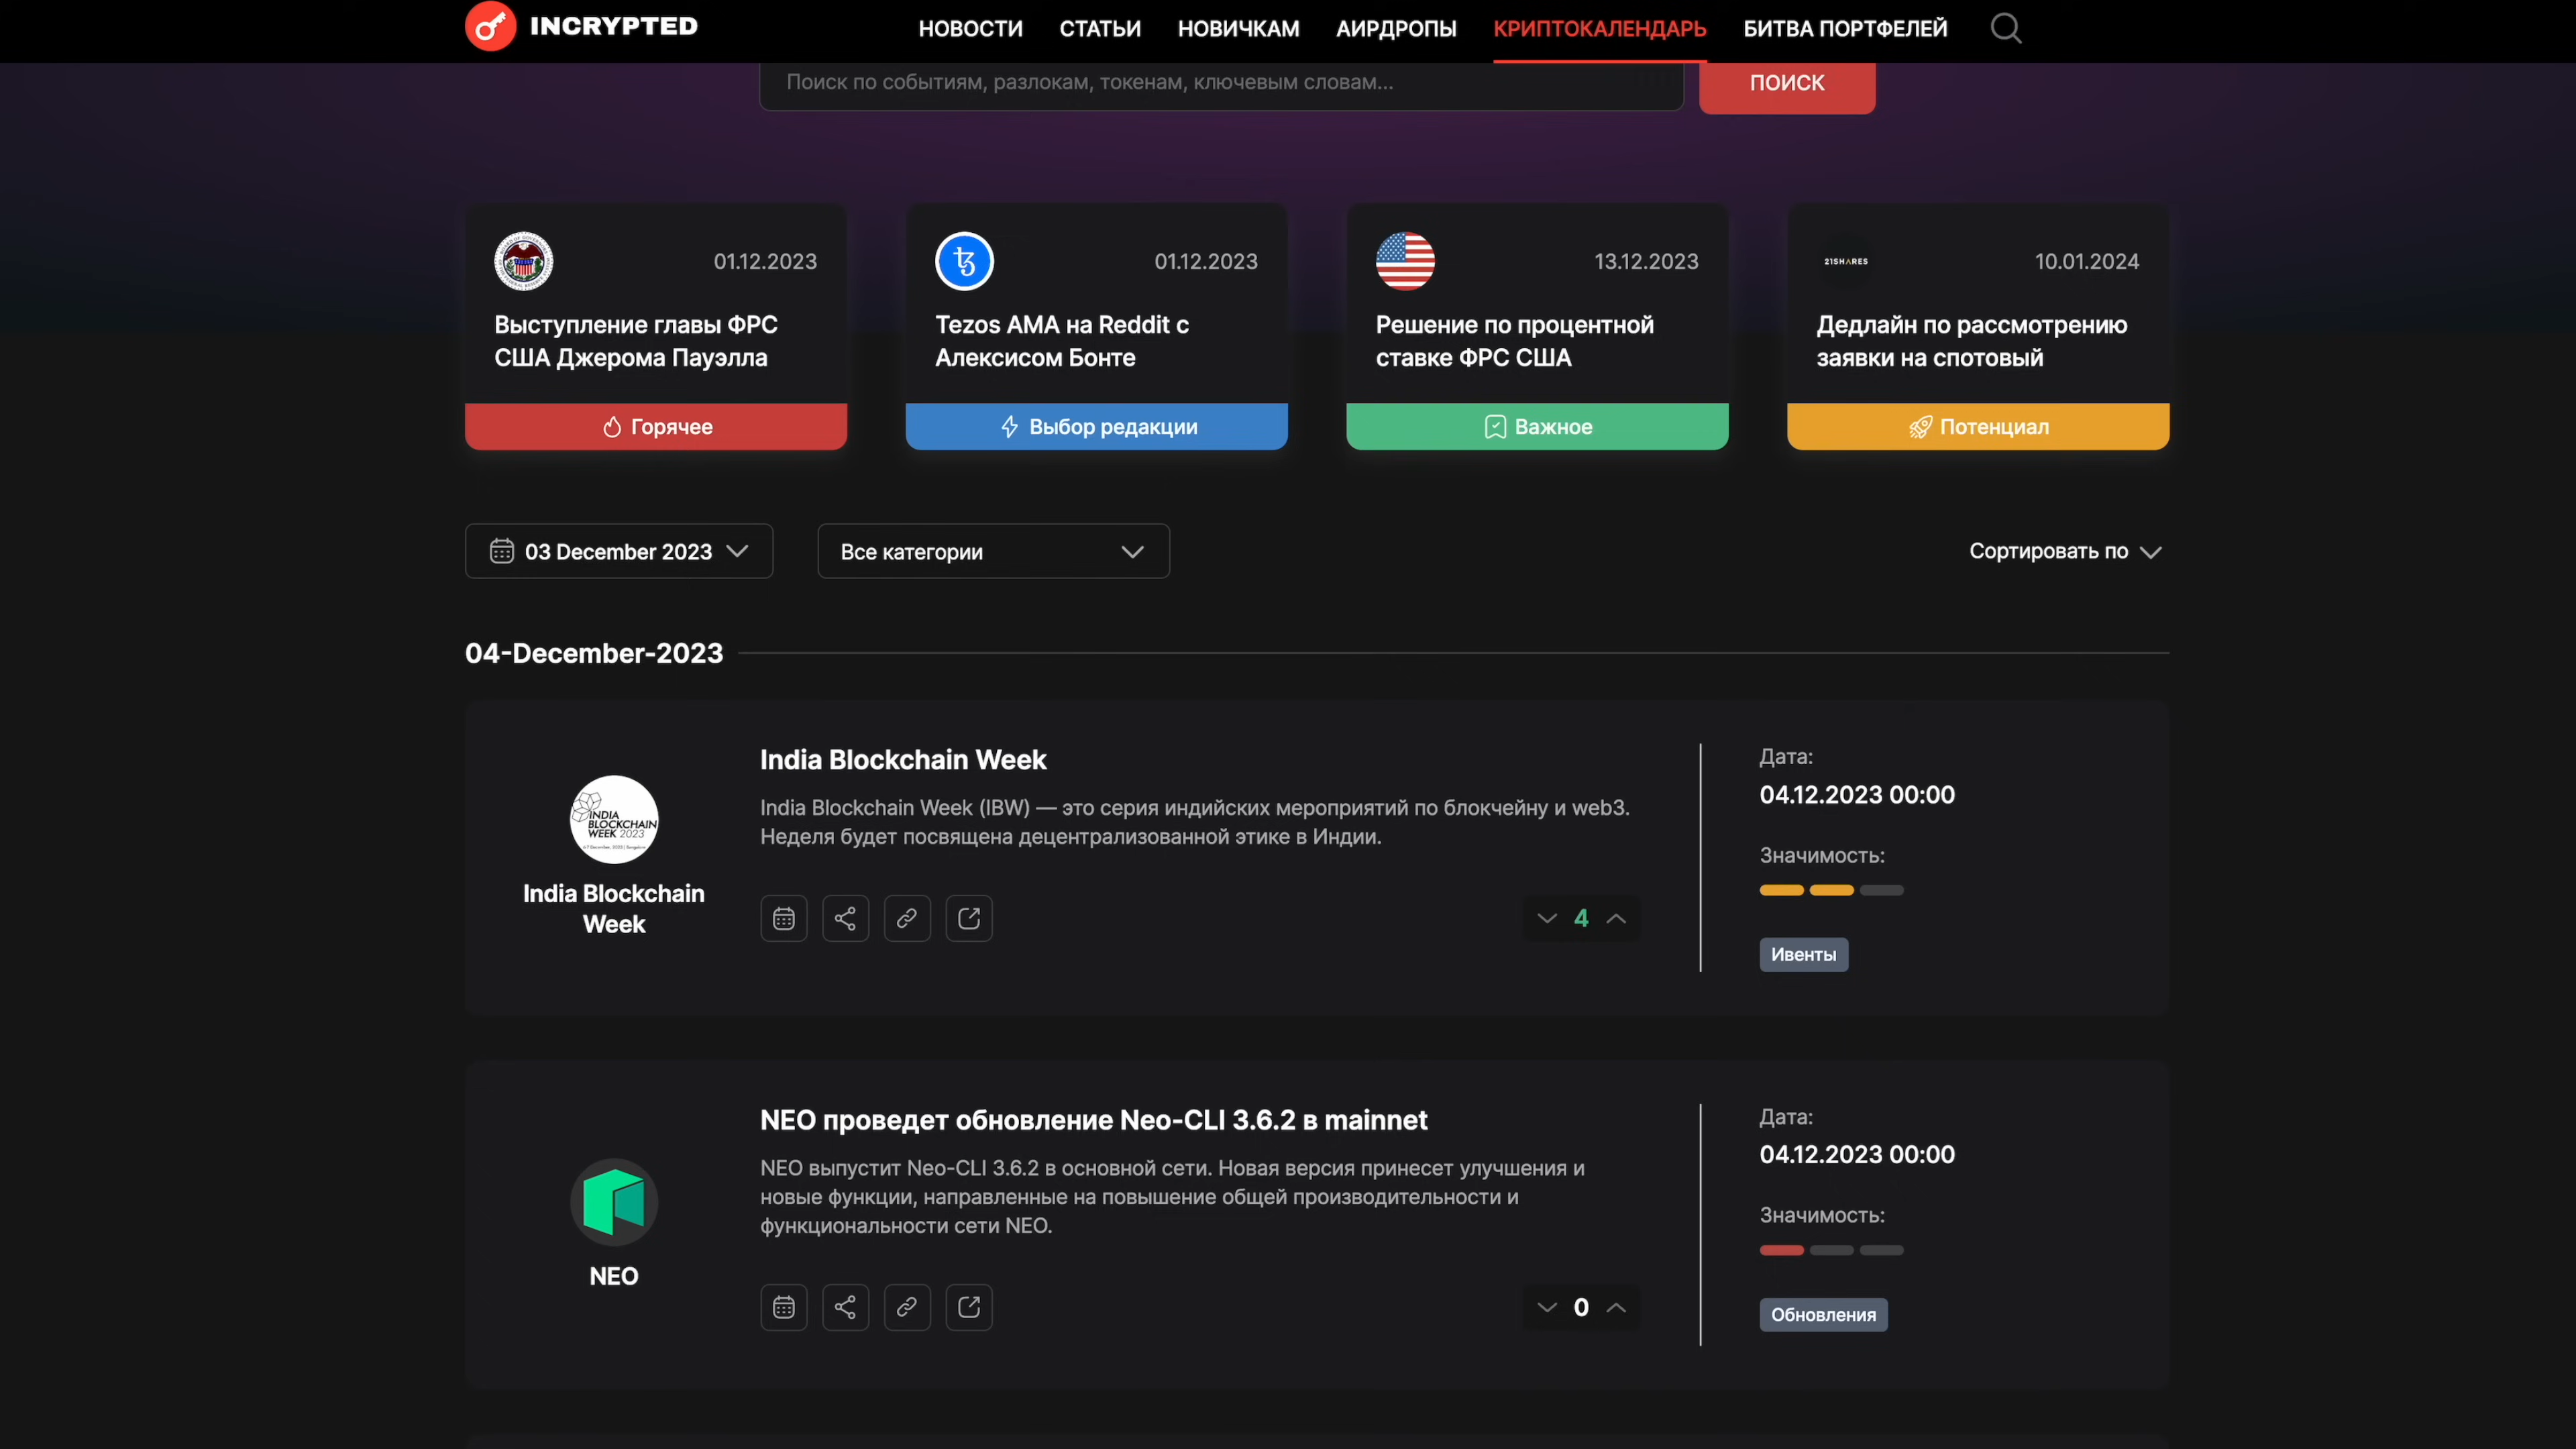 INCRYPTED
НОВОСТИ СТАТЬИ НОВИЧКАМ АИРДРОПЫ КРИПТОКАЛЕНДАРЬ БИТВА ПОРТФЕЛЕЙ
Поиск по событиям, разлокам, токенам, ключевым словам...
ПОИСК
01.12.2023
Выступление главы ФРС
США Джерома Пауэлла
Горячее
01.12.2023
Tezos AMA на Reddit с
Алексисом Бонте
Выбор редакции
13.12.2023
Решение по процентной
ставке ФРС США
Важное
21SHARES
10.01.2024
Дедлайн по рассмотрению
заявки на спотовый
Потенциал
03 December 2023
Все категории
Сортировать по
04-December-2023
INDIA
BLOCKCHAIN
WEEK 2023
India Blockchain
Week
India Blockchain Week
India Blockchain Week (IBW) — это серия индийских мероприятий по блокчейну и web3.
Неделя будет посвящена децентрализованной этике в Индии.
4
Дата:
04.12.2023 00:00
Значимость:
Ивенты
NEO
NEO проведет обновление Neo-CLI 3.6.2 в mainnet
NEO выпустит Neo-CLI 3.6.2 в основной сети. Новая версия принесет улучшения и
новые функции, направленные на повышение общей производительности и
функциональности сети NEO.
0
Дата:
04.12.2023 00:00
Значимость:
Обновления